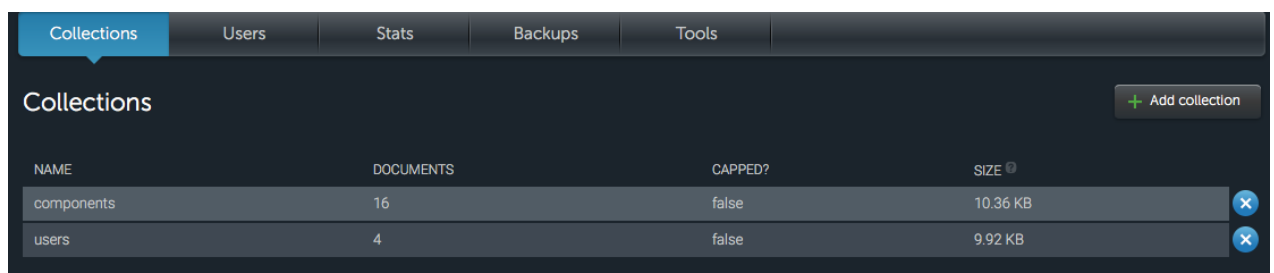 Collections Users Stats Backups Tools
Collections
+ Add collection
NAME DOCUMENTS CAPPED? SIZE ?
components 16 false 10.36 KB
users 4 false 9.92 KB